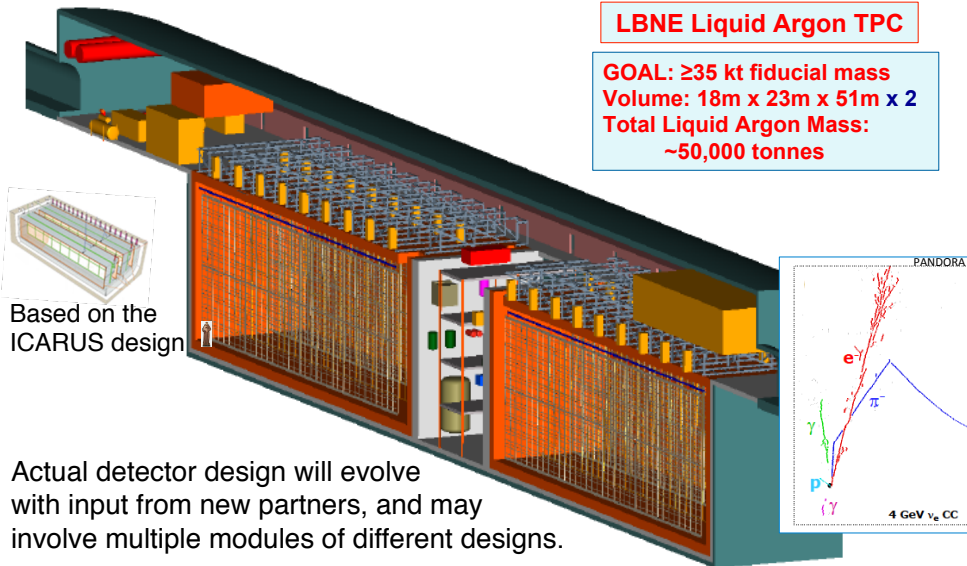 LBNE Liquid Argon TPC
GOAL: ≥35 kt fiducial mass
Volume: 18m x 23m x 51m x 2
Total Liquid Argon Mass:
~50,000 tonnes
Based on the
ICARUS design
PANDORA
e
π⁻
γ
p
γ
4 GeV νe CC
Actual detector design will evolve
with input from new partners, and may
involve multiple modules of different designs.